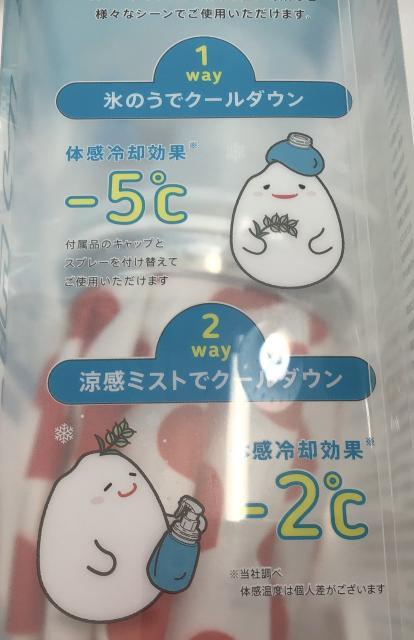 様々なシーンでご使用いただけます。
1
way
氷のうでクールダウン
体感冷却効果※
-5℃
付属品のキャップと
スプレーを付け替えて
ご使用いただけます
2
way
涼感ミストでクールダウン
感冷却効果※
-2℃
※当社調べ
体感温度は個人差がございます